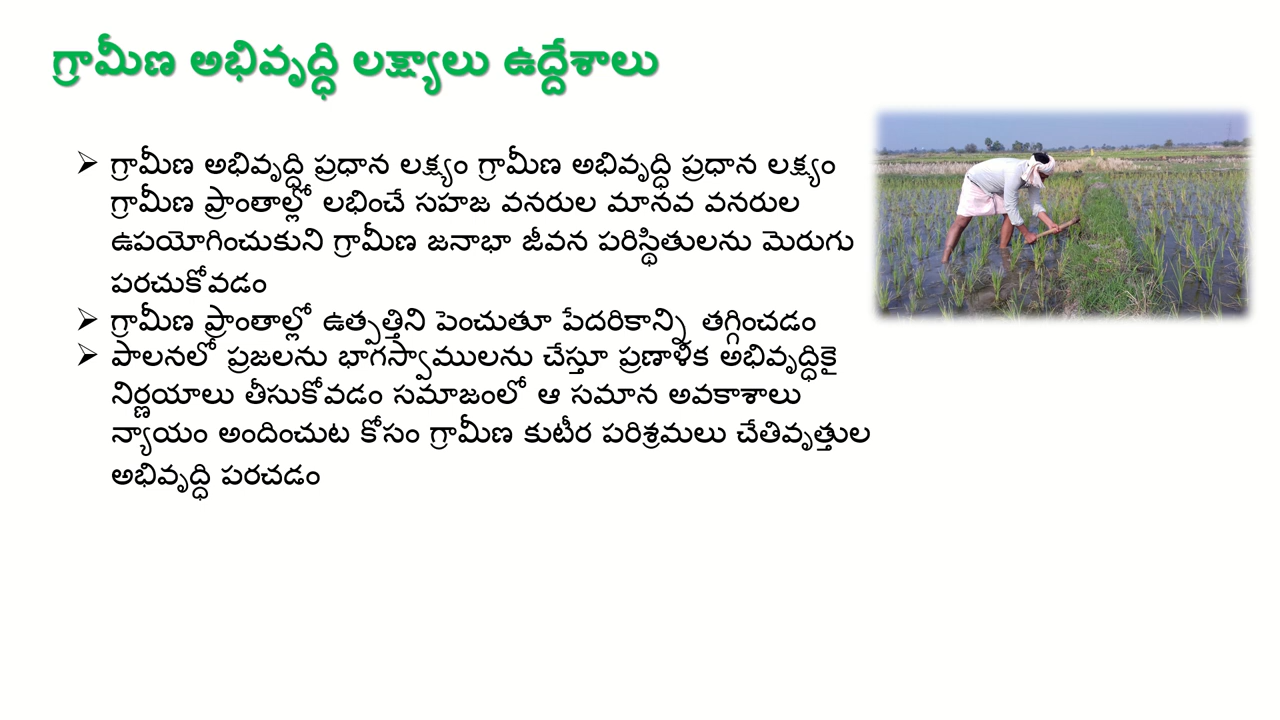 గ్రామీణ అభివృద్ధి లక్ష్యాలు ఉద్దేశాలు
➢ గ్రామీణ అభివృద్ధి ప్రధాన లక్ష్యం గ్రామీణ అభివృద్ధి ప్రధాన లక్ష్యం
గ్రామీణ ప్రాంతాల్లో లభించే సహజ వనరుల మానవ వనరుల
ఉపయోగించుకుని గ్రామీణ జనాభా జీవన పరిస్థితులను మెరుగు
పరచుకోవడం
➢ గ్రామీణ ప్రాంతాల్లో ఉత్పత్తిని పెంచుతూ పేదరికాన్ని తగ్గించడం
➢ పాలనలో ప్రజలను భాగస్వాములను చేస్తూ ప్రణాళిక అభివృద్ధికై
నిర్ణయాలు తీసుకోవడం సమాజంలో ఆ సమాన అవకాశాలు
న్యాయం అందించుట కోసం గ్రామీణ కుటీర పరిశ్రమలు చేతివృత్తుల
అభివృద్ధి పరచడం